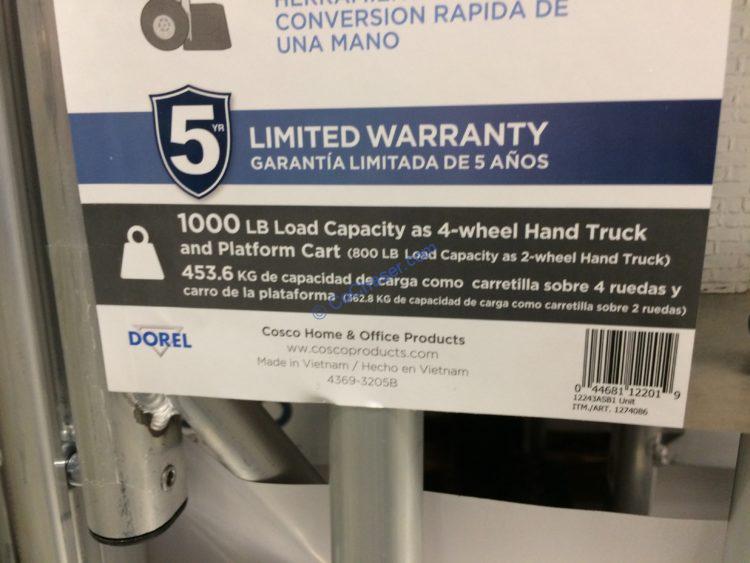 HERRAMIEN
CONVERSION RAPIDA DE
UNA MANO
5 YR
LIMITED WARRANTY
GARANTÍA LIMITADA DE 5 AÑOS
1000 LB Load Capacity as 4-wheel Hand Truck
and Platform Cart (800 LB Load Capacity as 2-wheel Hand Truck)
453.6 KG de capacidad de carga como carretilla sobre 4 ruedas y
carro de la plataforma (362.8 KG de capacidad de carga como carretilla sobre 2 ruedas)
DOREL
Cosco Home & Office Products
ww.coscoproducts.com
Made in Vietnam / Hecho en Vietnam
4369-3205B
0 44681 12201 9
12243ASB1 Unit
ITM./ART. 1274086